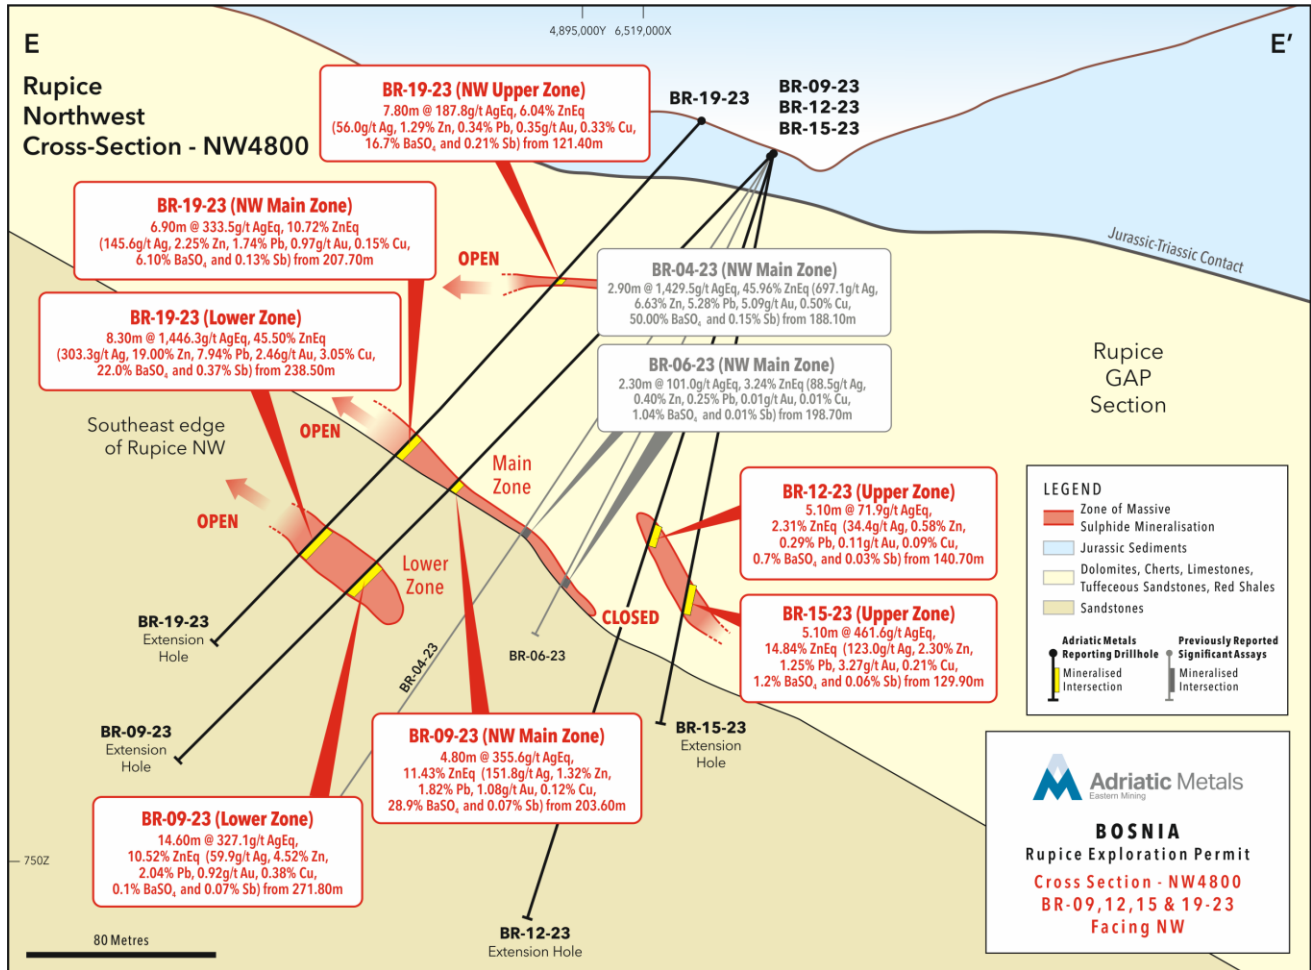 E
E'
4,895,000Y 6,519,000X
Rupice
Northwest
Cross-Section - NW4800
BR-19-23
BR-09-23
BR-12-23
BR-15-23
BR-19-23 (NW Upper Zone)
7.80m @ 187.8g/t AgEq, 6.04% ZnEq
(56.0g/t Ag, 1.29% Zn, 0.34% Pb, 0.35g/t Au, 0.33% Cu,
16.7% BaSO₄ and 0.21% Sb) from 121.40m
BR-19-23 (NW Main Zone)
6.90m @ 333.5g/t AgEq, 10.72% ZnEq
(145.6g/t Ag, 2.25% Zn, 1.74% Pb, 0.97g/t Au, 0.15% Cu,
6.10% BaSO₄ and 0.13% Sb) from 207.70m
BR-19-23 (Lower Zone)
8.30m @ 1,446.3g/t AgEq, 45.50% ZnEq
(303.3g/t Ag, 19.00% Zn, 7.94% Pb, 2.46g/t Au, 3.05% Cu,
22.0% BaSO₄ and 0.37% Sb) from 238.50m
OPEN
BR-04-23 (NW Main Zone)
2.90m @ 1,429.5g/t AgEq, 45.96% ZnEq (697.1g/t Ag,
6.63% Zn, 5.28% Pb, 5.09g/t Au, 0.50% Cu,
50.00% BaSO₄ and 0.15% Sb) from 188.10m
BR-06-23 (NW Main Zone)
2.30m @ 101.0g/t AgEq, 3.24% ZnEq (88.5g/t Ag,
0.40% Zn, 0.25% Pb, 0.01g/t Au, 0.01% Cu,
1.04% BaSO₄ and 0.01% Sb) from 198.70m
Jurassic-Triassic Contact
Rupice
GAP
Section
Southeast edge
of Rupice NW
OPEN
OPEN
Main
Zone
Lower
Zone
CLOSED
BR-12-23 (Upper Zone)
5.10m @ 71.9g/t AgEq,
2.31% ZnEq (34.4g/t Ag, 0.58% Zn,
0.29% Pb, 0.11g/t Au, 0.09% Cu,
0.7% BaSO₄ and 0.03% Sb) from 140.70m
BR-15-23 (Upper Zone)
5.10m @ 461.6g/t AgEq,
14.84% ZnEq (123.0g/t Ag, 2.30% Zn,
1.25% Pb, 3.27g/t Au, 0.21% Cu,
1.2% BaSO₄ and 0.06% Sb) from 129.90m
BR-19-23
Extension
Hole
BR-04-23
BR-06-23
BR-09-23
Extension
Hole
BR-15-23
Extension
Hole
BR-09-23 (NW Main Zone)
4.80m @ 355.6g/t AgEq,
11.43% ZnEq (151.8g/t Ag, 1.32% Zn,
1.82% Pb, 1.08g/t Au, 0.12% Cu,
28.9% BaSO₄ and 0.07% Sb) from 203.60m
BR-09-23 (Lower Zone)
14.60m @ 327.1g/t AgEq,
10.52% ZnEq (59.9g/t Ag, 4.52% Zn,
2.04% Pb, 0.92g/t Au, 0.38% Cu,
0.1% BaSO₄ and 0.07% Sb) from 271.80m
750Z
80 Metres
BR-12-23
Extension Hole
LEGEND
Zone of Massive
Sulphide Mineralisation
Jurassic Sediments
Dolomites, Cherts, Limestones,
Tuffeceous Sandstones, Red Shales
Sandstones
Adriatic Metals
Reporting Drillhole
Mineralised
Intersection
Previously Reported
Significant Assays
Mineralised
Intersection
Adriatic Metals
Eastern Mining
BOSNIA
Rupice Exploration Permit
Cross Section - NW4800
BR-09,12,15 & 19-23
Facing NW